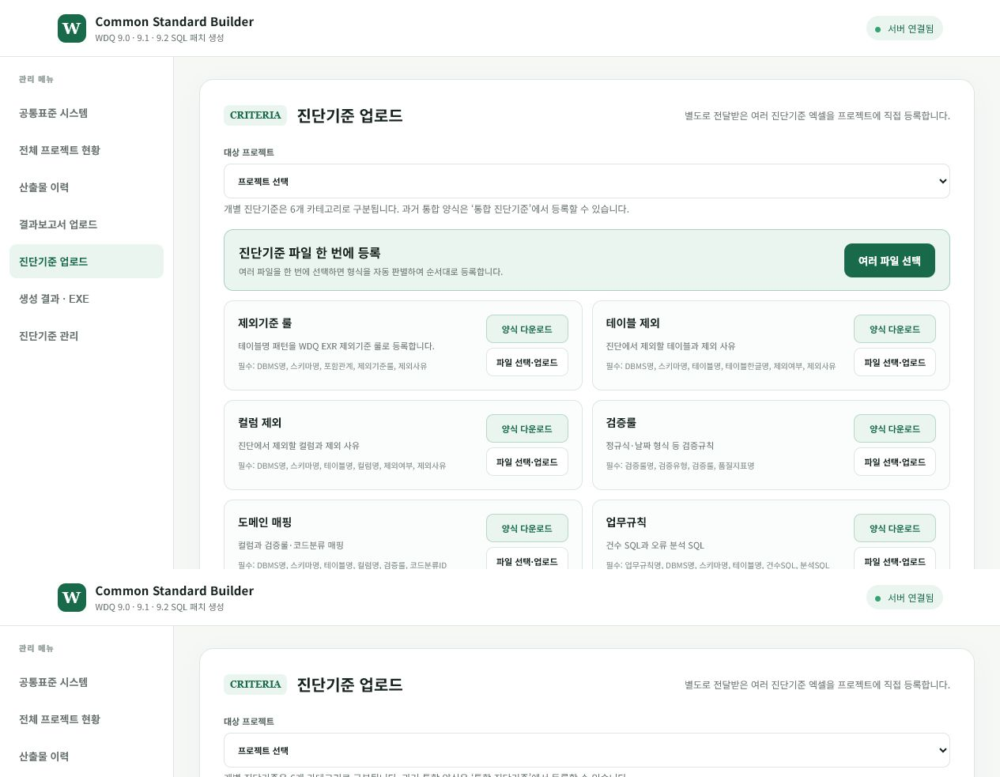 W
Common Standard Builder
WDQ 9.0 · 9.1 · 9.2 SQL 패치 생성
서버 연결됨
관리 메뉴
공통표준 시스템
전체 프로젝트 현황
산출물 이력
결과보고서 업로드
진단기준 업로드
생성 결과 · EXE
진단기준 관리
CRITERIA
진단기준 업로드
별도로 전달받은 여러 진단기준 엑셀을 프로젝트에 직접 등록합니다.
대상 프로젝트
프로젝트 선택
개별 진단기준은 6개 카테고리로 구분됩니다. 과거 통합 양식은 ‘통합 진단기준’에서 등록할 수 있습니다.
진단기준 파일 한 번에 등록
여러 파일을 한 번에 선택하면 형식을 자동 판별하여 순서대로 등록합니다.
여러 파일 선택
제외기준 룰
테이블명 패턴을 WDQ EXR 제외기준 룰로 등록합니다.
필수: DBMS명, 스키마명, 포함관계, 제외기준룰, 제외사유
양식 다운로드
파일 선택·업로드
테이블 제외
진단에서 제외할 테이블과 제외 사유
필수: DBMS명, 스키마명, 테이블명, 테이블한글명, 제외여부, 제외사유
양식 다운로드
파일 선택·업로드
컬럼 제외
진단에서 제외할 컬럼과 제외 사유
필수: DBMS명, 스키마명, 테이블명, 컬럼명, 제외여부, 제외사유
양식 다운로드
파일 선택·업로드
검증룰
정규식·날짜 형식 등 검증규칙
필수: 검증룰명, 검증유형, 검증룰, 품질지표명
양식 다운로드
파일 선택·업로드
도메인 매핑
컬럼과 검증룰·코드분류 매핑
필수: DBMS명, 스키마명, 테이블명, 컬럼명, 검증룰, 코드분류ID
양식 다운로드
파일 선택·업로드
업무규칙
건수 SQL과 오류 분석 SQL
필수: 업무규칙명, DBMS명, 스키마명, 테이블명, 건수SQL, 분석SQL
양식 다운로드
파일 선택·업로드
W
Common Standard Builder
WDQ 9.0 · 9.1 · 9.2 SQL 패치 생성
서버 연결됨
관리 메뉴
공통표준 시스템
전체 프로젝트 현황
산출물 이력
CRITERIA
진단기준 업로드
별도로 전달받은 여러 진단기준 엑셀을 프로젝트에 직접 등록합니다.
대상 프로젝트
프로젝트 선택